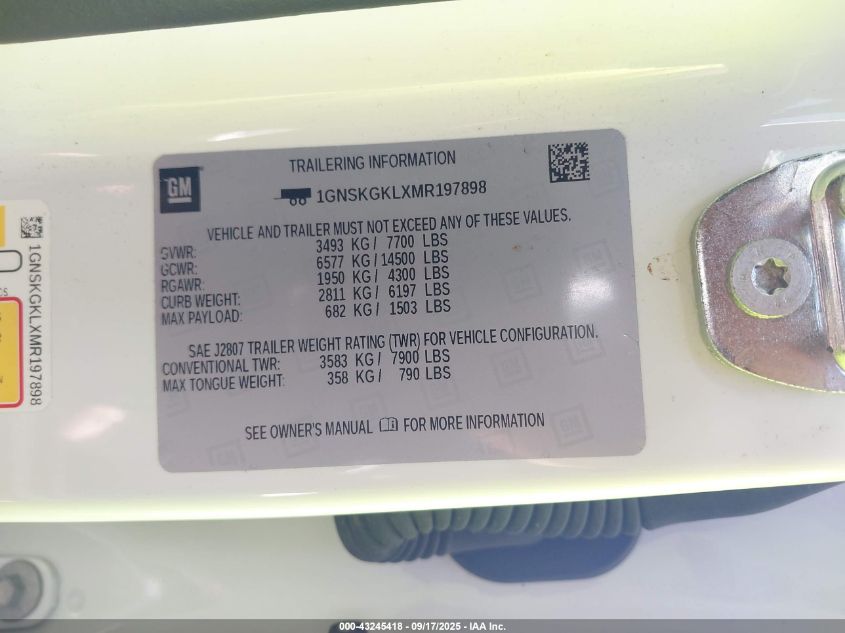 GM
TRAILERING INFORMATION
1GNSKGKLXMR197898
VEHICLE AND TRAILER MUST NOT EXCEED ANY OF THESE VALUES.
GVWR: 3493 KG/ 7700 LBS
GCWR: 6577 KG/14500 LBS
RGAWR: 1950 KG/ 4300 LBS
CURB WEIGHT: 2811 KG/ 6197 LBS
MAX PAYLOAD: 682 KG/ 1503 LBS
SAE J2807 TRAILER WEIGHT RATING (TWR) FOR VEHICLE CONFIGURATION.
CONVENTIONAL TWR: 3583 KG/ 7900 LBS
MAX TONGUE WEIGHT: 358 KG/ 790 LBS
SEE OWNER'S MANUAL FOR MORE INFORMATION
1GNSKGKLXMR197898
000-43245418 - 09/17/2025 - IAA Inc.